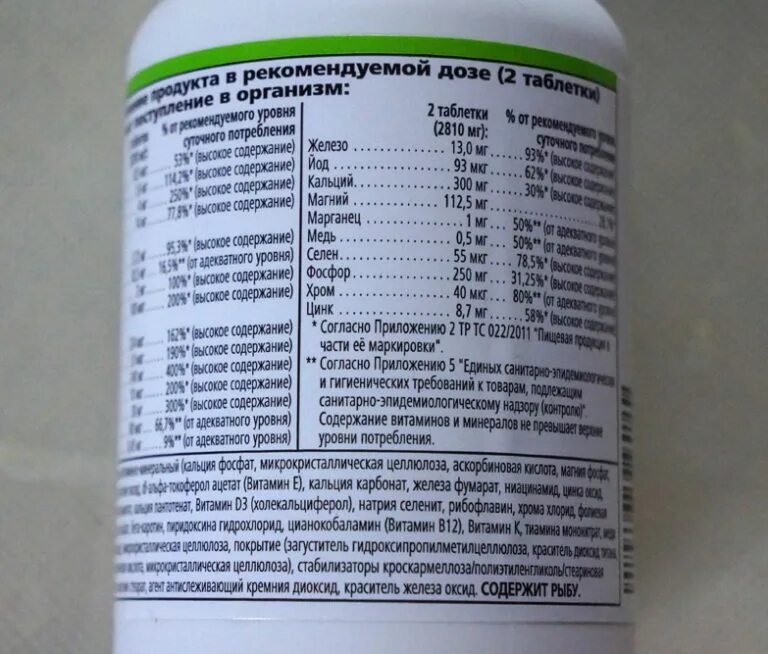 продукта в рекомендуемой дозе (2 таблетки)
поступление в организм:
% от рекомендуемого уровня
суточного потребления
53%* (высокое содержание)
114,2%* (высокое содержание)
250%* (высокое содержание)
77,8%* (высокое содержание)
95,3%* (высокое содержание)
16,5%** (от адекватного уровня)
100%* (высокое содержание)
200%* (высокое содержание)
162%* (высокое содержание)
190%* (высокое содержание)
400%* (высокое содержание)
200%* (высокое содержание)
300%* (высокое содержание)
66,7%** (от адекватного уровня)
9%** (от адекватного уровня)
2 таблетки
(2810 мг):
% от рекомендуемого
суточного потребления
Железо 13,0 мг 93%* (высокое
Йод 93 мкг 62%* (высокое содержание
Кальций 300 мг 30%* (высокое содержание
Магний 112,5 мг
Марганец 1 мг 50%** (от адекватного
Медь 0,5 мг 50%** (от адекватного
Селен 55 мкг 78,5%* (высокое
Фосфор 250 мг 31,25%* (высокое
Хром 40 мкг 80%** (от адекватного
Цинк 8,7 мг 58%* (высокое
* Согласно Приложению 2 ТР ТС 022/2011 "Пищевая продукция в
части её маркировки".
** Согласно Приложению 5 "Единых санитарно-эпидемиологических
и гигиенических требований к товарам, подлежащим
санитарно-эпидемиологическому надзору (контролю)".
Содержание витаминов и минералов не превышает верхние
уровни потребления.
(кальция фосфат, микрокристаллическая целлюлоза, аскорбиновая кислота, магния фосфат,
dl-альфа-токоферол ацетат (Витамин Е), кальция карбонат, железа фумарат, ниацинамид, цинка оксид,
кальция пантотенат, Витамин D3 (холекальциферол), натрия селенит, рибофлавин, хрома хлорид, фолиевая
бета-каротин, пиридоксина гидрохлорид, цианокобаламин (Витамин В12), Витамин К, тиамина мононитрат,
микрокристаллическая целлюлоза, покрытие (загуститель гидроксипропилметилцеллюлоза, краситель диоксид титана,
кислота, микрокристаллическая целлюлоза), стабилизаторы кроскармеллоза/полиэтиленгликоль/стеариновая
агент антислеживающий кремния диоксид, краситель железа оксид. СОДЕРЖИТ РЫБУ.